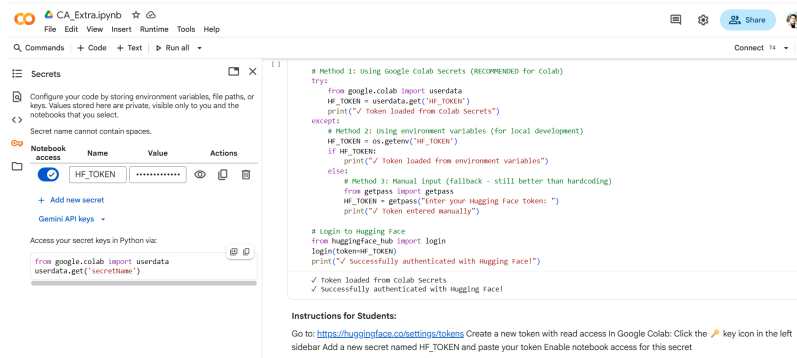 CA_Extra.ipynb
File Edit View Insert Runtime Tools Help
Share
Commands + Code + Text Run all
Connect T4
Secrets
Configure your code by storing environment variables, file paths, or
keys. Values stored here are private, visible only to you and the
notebooks that you select.
Secret name cannot contain spaces.
Notebook access Name Value Actions
HF_TOKEN ••••••••••••
+ Add new secret
Gemini API keys
Access your secret keys in Python via:
from google.colab import userdata
userdata.get('secretName')
[ ]
# Method 1: Using Google Colab Secrets (RECOMMENDED for Colab)
try:
from google.colab import userdata
HF_TOKEN = userdata.get('HF_TOKEN')
print("✓ Token loaded from Colab Secrets")
except:
# Method 2: Using environment variables (for local development)
HF_TOKEN = os.getenv('HF_TOKEN')
if HF_TOKEN:
print("✓ Token loaded from environment variables")
else:
# Method 3: Manual input (fallback - still better than hardcoding)
from getpass import getpass
HF_TOKEN = getpass("Enter your Hugging Face token: ")
print("✓ Token entered manually")
# Login to Hugging Face
from huggingface_hub import login
login(token=HF_TOKEN)
print("✓ Successfully authenticated with Hugging Face!")
✓ Token loaded from Colab Secrets
✓ Successfully authenticated with Hugging Face!
Instructions for Students:
Go to: https://huggingface.co/settings/tokens Create a new token with read access In Google Colab: Click the 🔑 key icon in the left
sidebar Add a new secret named HF_TOKEN and paste your token Enable notebook access for this secret